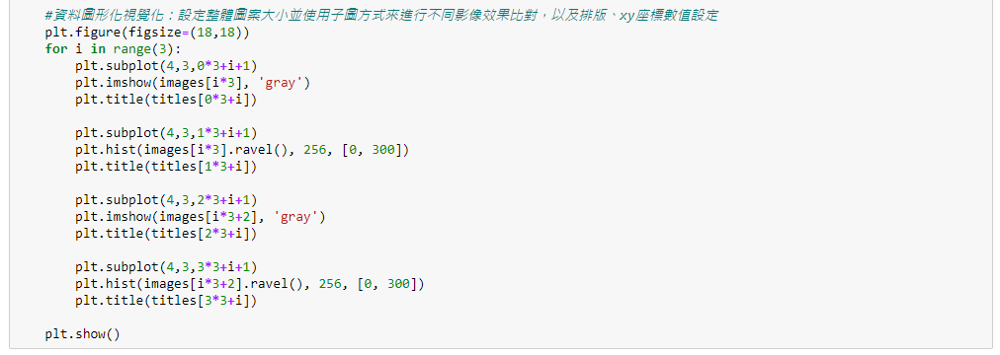 #資料圖形化視覺化：設定整體圖案大小並使用子圖方式來進行不同影像效果比對，以及排版、xy座標數值設定
plt.figure(figsize=(18,18))
for i in range(3):
    plt.subplot(4,3,0*3+i+1)
    plt.imshow(images[i*3], 'gray')
    plt.title(titles[0*3+i])

    plt.subplot(4,3,1*3+i+1)
    plt.hist(images[i*3].ravel(), 256, [0, 300])
    plt.title(titles[1*3+i])

    plt.subplot(4,3,2*3+i+1)
    plt.imshow(images[i*3+2], 'gray')
    plt.title(titles[2*3+i])

    plt.subplot(4,3,3*3+i+1)
    plt.hist(images[i*3+2].ravel(), 256, [0, 300])
    plt.title(titles[3*3+i])

plt.show()